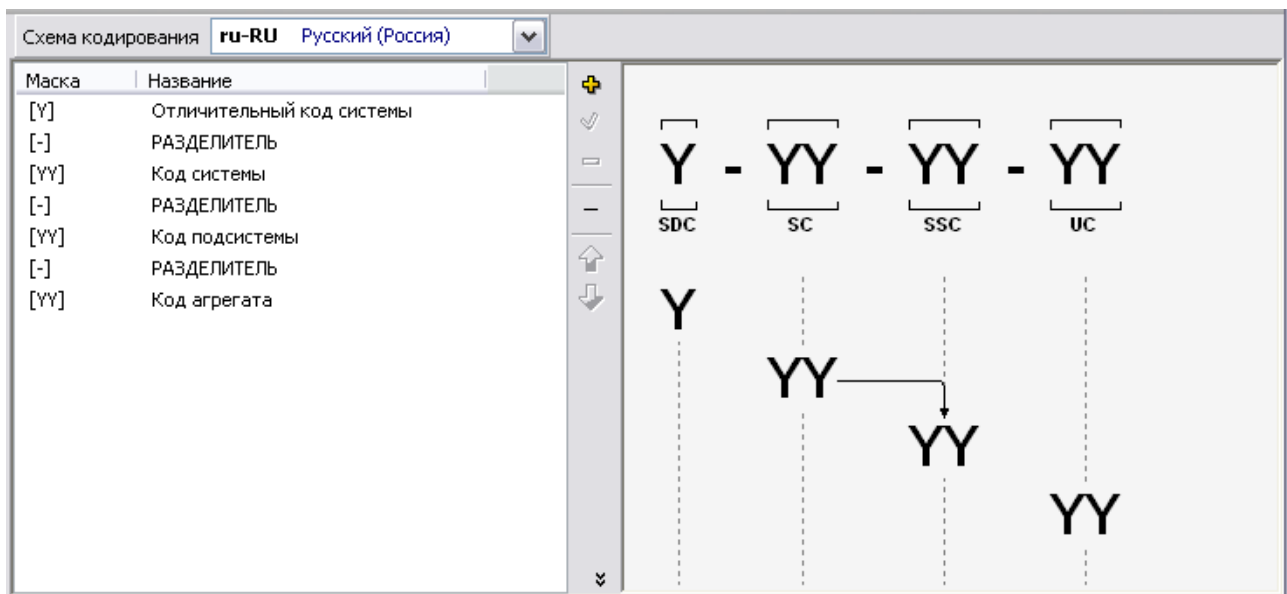 Схема кодирования ru-RU Русский (Россия)
Маска Название
[Y] Отличительный код системы
[-] РАЗДЕЛИТЕЛЬ
[YY] Код системы
[-] РАЗДЕЛИТЕЛЬ
[YY] Код подсистемы
[-] РАЗДЕЛИТЕЛЬ
[YY] Код агрегата
Y - YY - YY - YY
SDC SC SSC UC
Y
YY
YY
YY